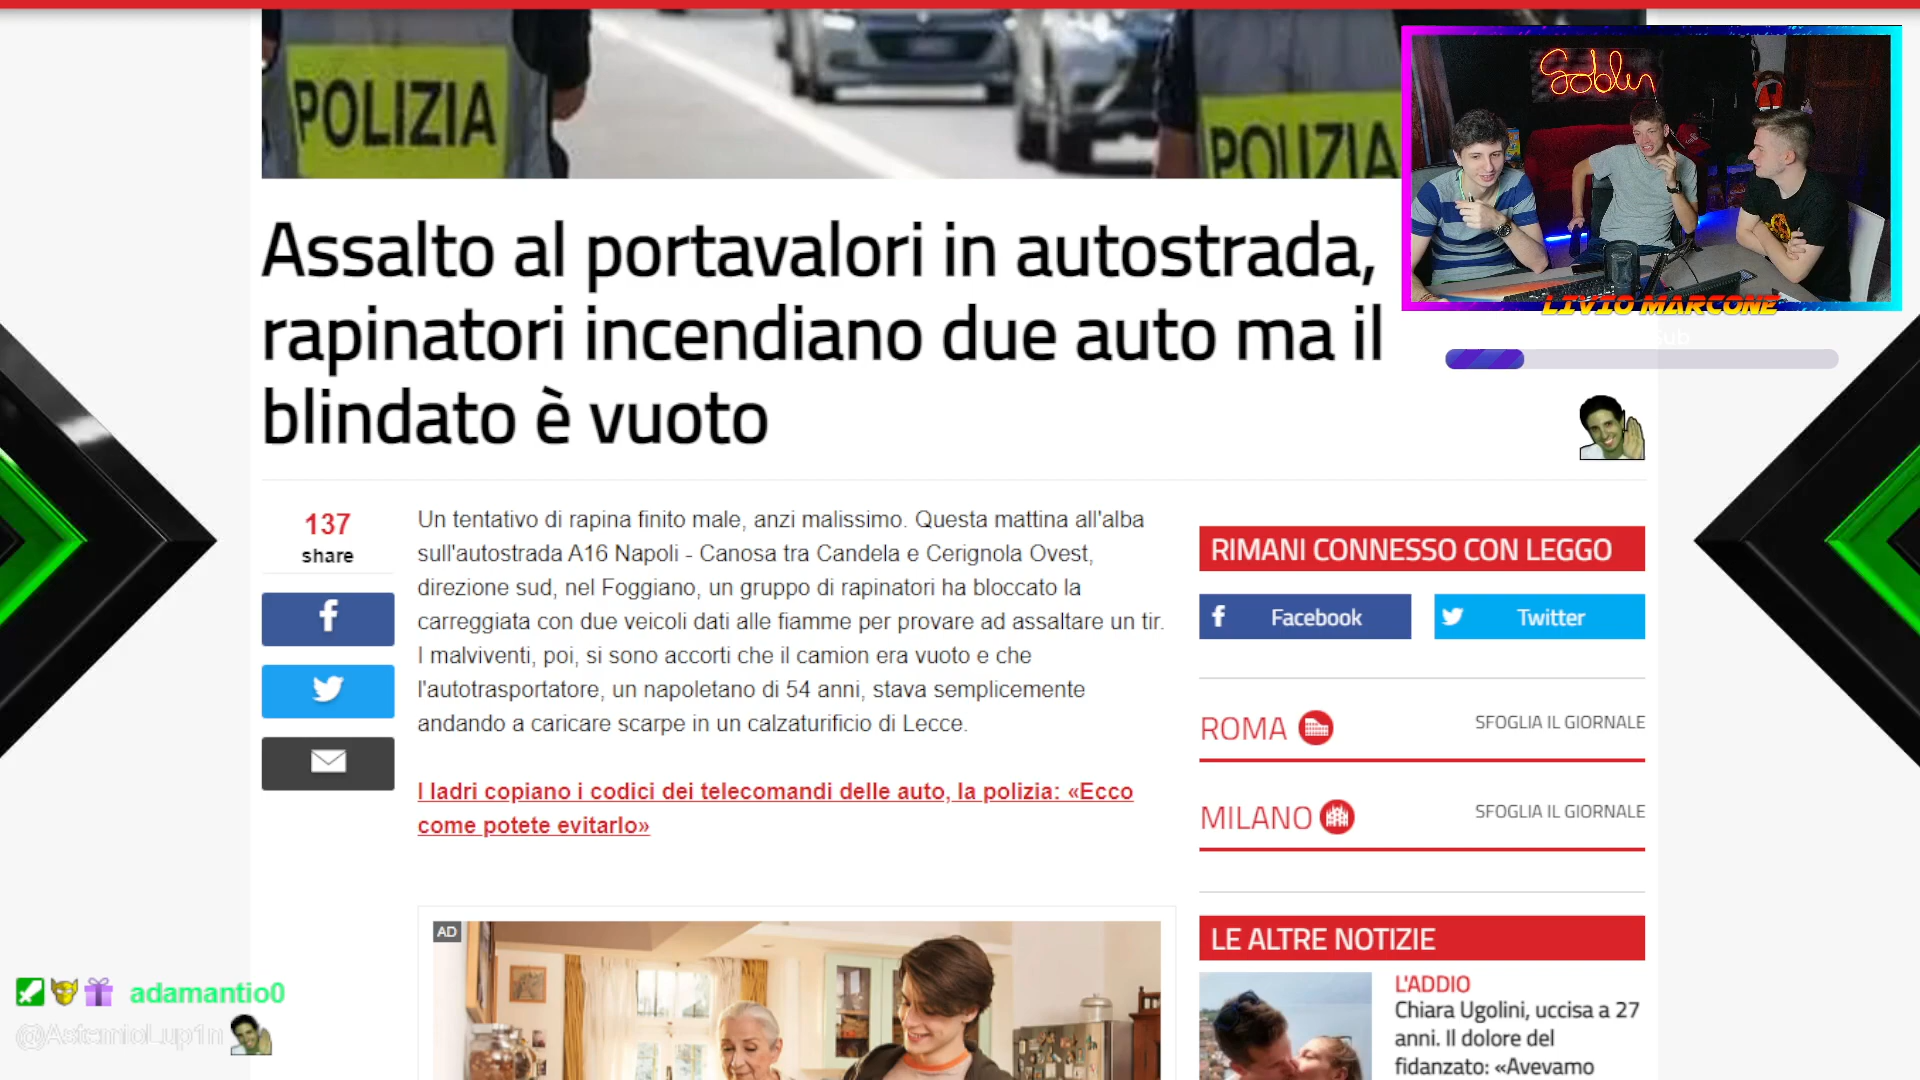 POLIZIA
POLIZIA
Goblin
LIVIO MARCONE
Sub
Assalto al portavalori in autostrada,
rapinatori incendiano due auto ma il
blindato è vuoto
137
share
Un tentativo di rapina finito male, anzi malissimo. Questa mattina all'alba
sull'autostrada A16 Napoli - Canosa tra Candela e Cerignola Ovest,
direzione sud, nel Foggiano, un gruppo di rapinatori ha bloccato la
carreggiata con due veicoli dati alle fiamme per provare ad assaltare un tir.
I malviventi, poi, si sono accorti che il camion era vuoto e che
l'autotrasportatore, un napoletano di 54 anni, stava semplicemente
andando a caricare scarpe in un calzaturificio di Lecce.
I ladri copiano i codici dei telecomandi delle auto, la polizia: «Ecco
come potete evitarlo»
AD
RIMANI CONNESSO CON LEGGO
Facebook
Twitter
ROMA
SFOGLIA IL GIORNALE
MILANO
SFOGLIA IL GIORNALE
LE ALTRE NOTIZIE
L'ADDIO
Chiara Ugolini, uccisa a 27
anni. Il dolore del
fidanzato: «Avevamo
adamantio0
@AstemioLup1n